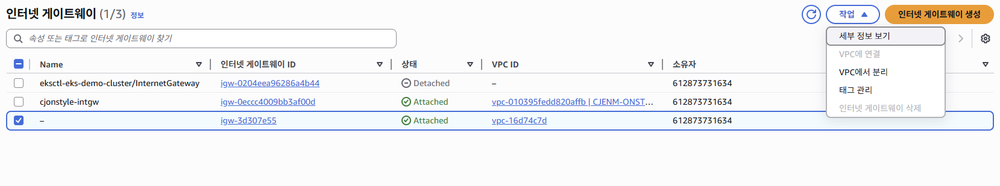 인터넷 게이트웨이 (1/3) 정보
작업
인터넷 게이트웨이 생성
속성 또는 태그로 인터넷 게이트웨이 찾기
세부 정보 보기
VPC에 연결
VPC에서 분리
태그 관리
인터넷 게이트웨이 삭제
Name 인터넷 게이트웨이 ID 상태 VPC ID 소유자
eksctl-eks-demo-cluster/InternetGateway igw-0204eea96286a4b44 Detached – 612873731634
cjonstyle-intgw igw-0eccc4009bb3af00d Attached vpc-010395fedd820affb | CJENM-ONST... 612873731634
– igw-3d307e55 Attached vpc-16d74c7d 612873731634